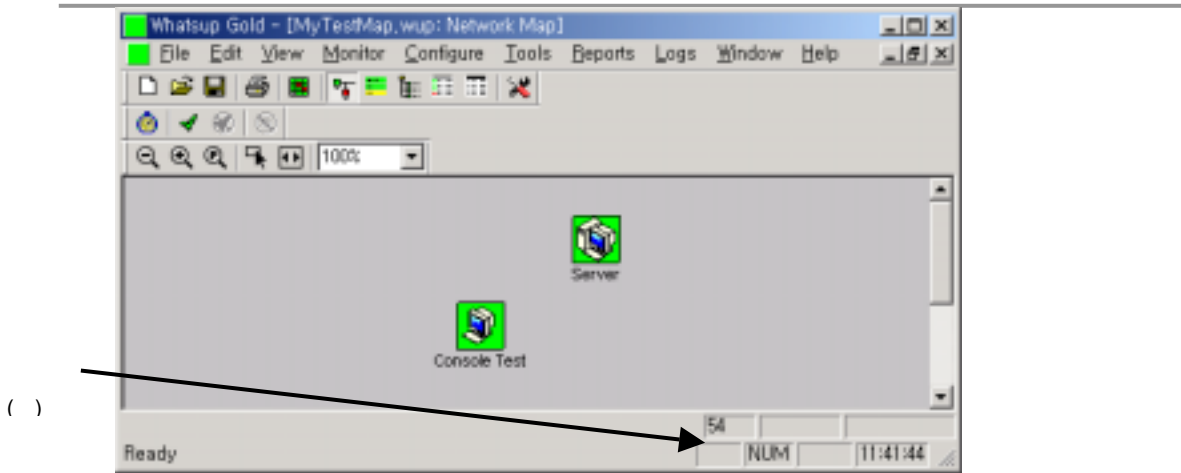 Whatsup Gold - [MyTestMap.wup: Network Map]
File Edit View Monitor Configure Tools Reports Logs Window Help
100%
Server
Console Test
( )
54
Ready NUM 11:41:44